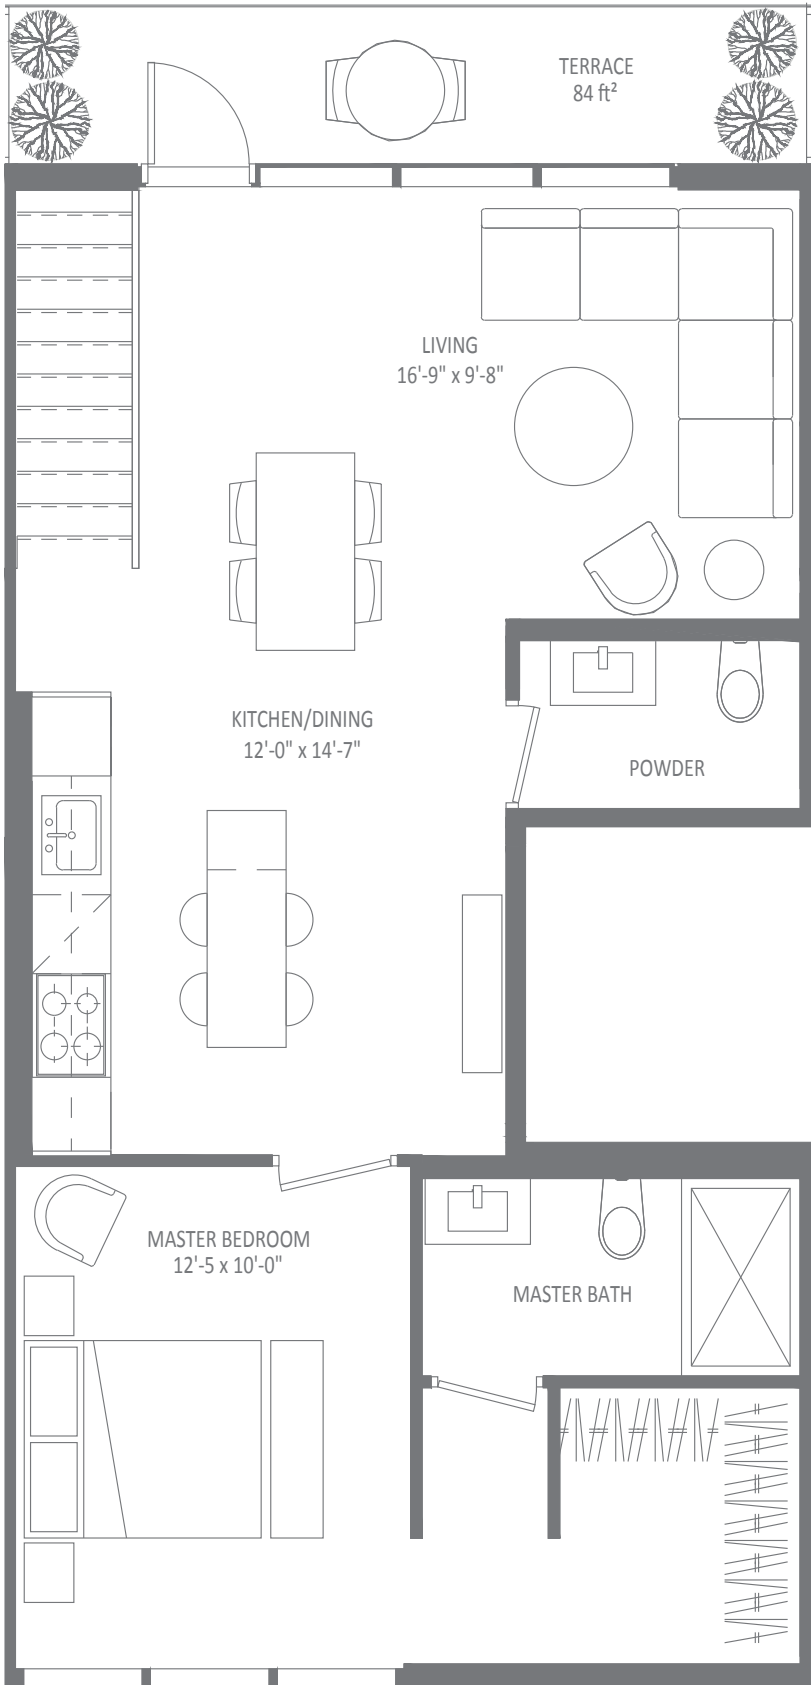 TERRACE
84 ft²
LIVING
16'-9" x 9'-8"
KITCHEN/DINING
12'-0" x 14'-7"
POWDER
MASTER BEDROOM
12'-5 x 10'-0"
MASTER BATH